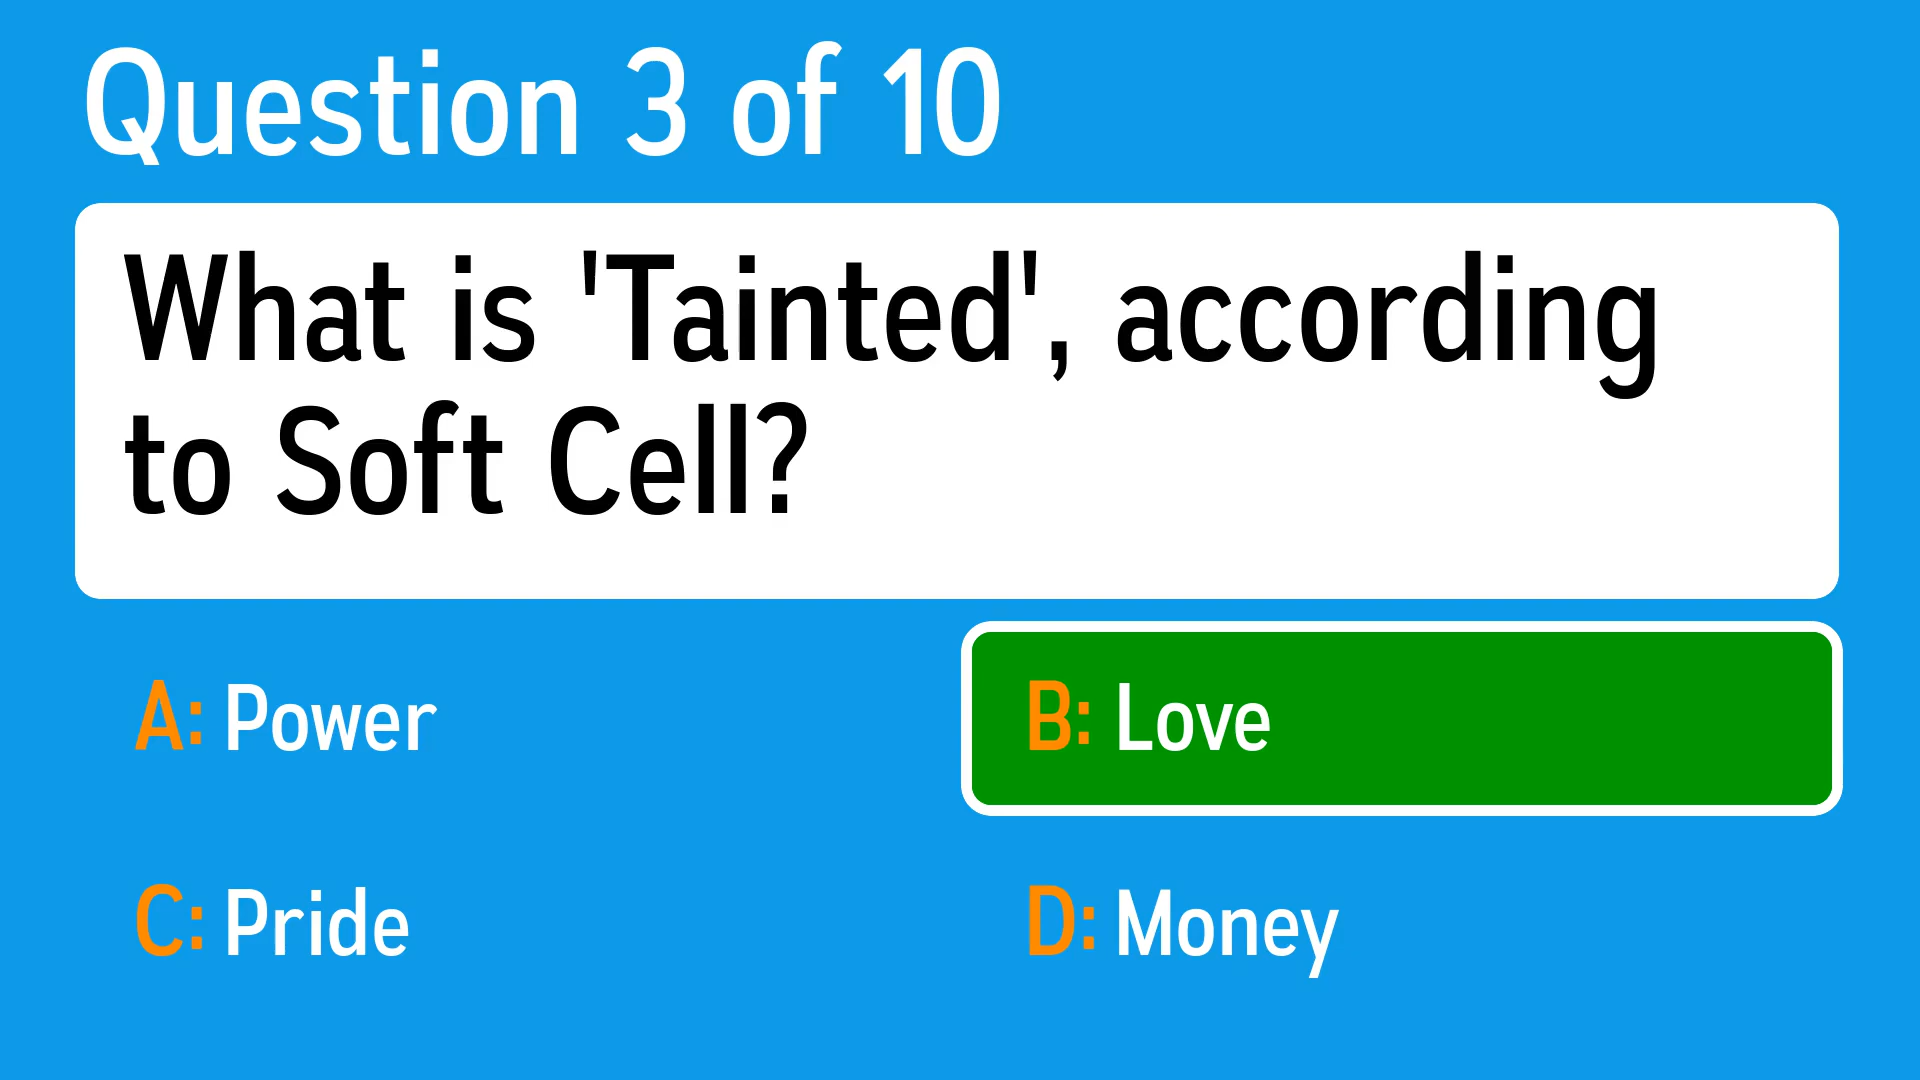 Question 3 of 10
What is 'Tainted', according
to Soft Cell?
A: Power
B: Love
C: Pride
D: Money